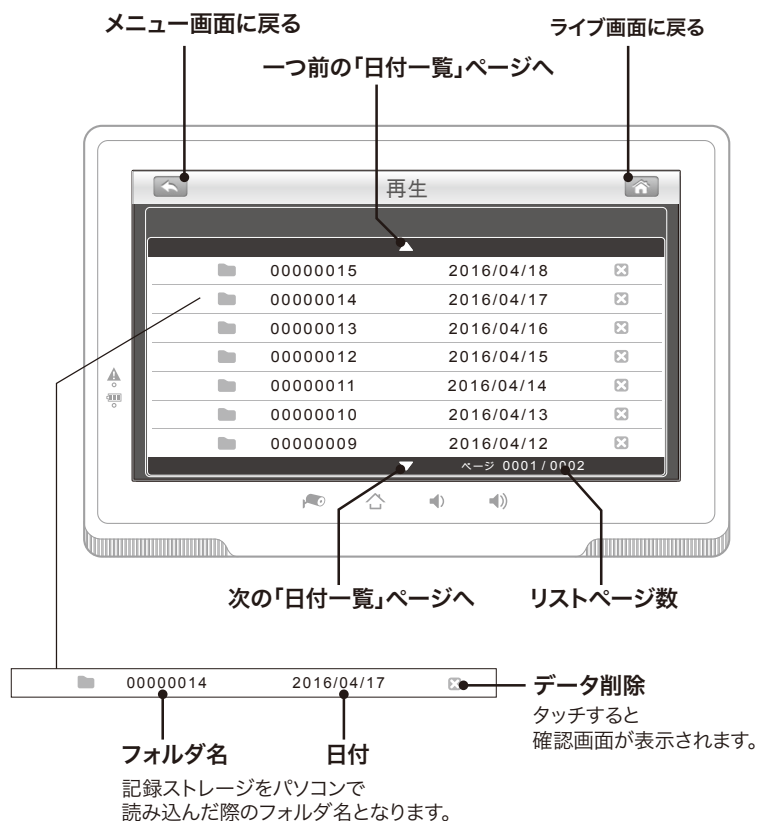 メニュー画面に戻る
ライブ画面に戻る
一つ前の｢日付一覧｣ページへ
再生
00000015 2016/04/18
00000014 2016/04/17
00000013 2016/04/16
00000012 2016/04/15
00000011 2016/04/14
00000010 2016/04/13
00000009 2016/04/12
ページ 0001/0002
次の｢日付一覧｣ページへ
リストページ数
00000014 2016/04/17
データ削除
タッチすると
確認画面が表示されます。
フォルダ名
日付
記録ストレージをパソコンで
読み込んだ際のフォルダ名となります。